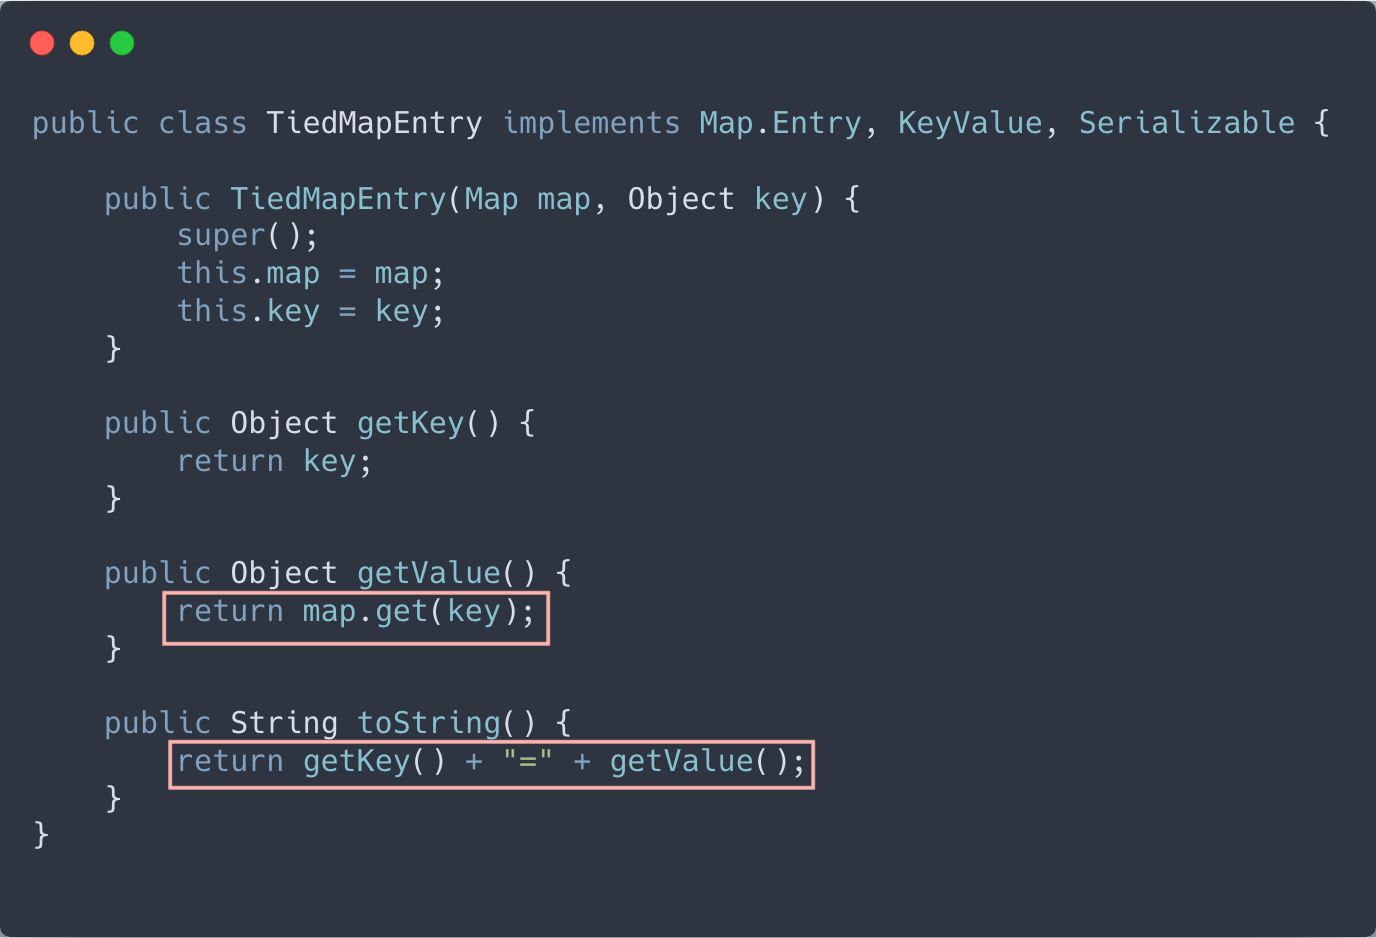 public class TiedMapEntry implements Map.Entry, KeyValue, Serializable {
public TiedMapEntry(Map map, Object key) {
super();
this.map = map;
this.key = key;
}
public Object getKey() {
return key;
}
public Object getValue() {
return map.get(key);
}
public String toString() {
return getKey() + "=" + getValue();
}
}